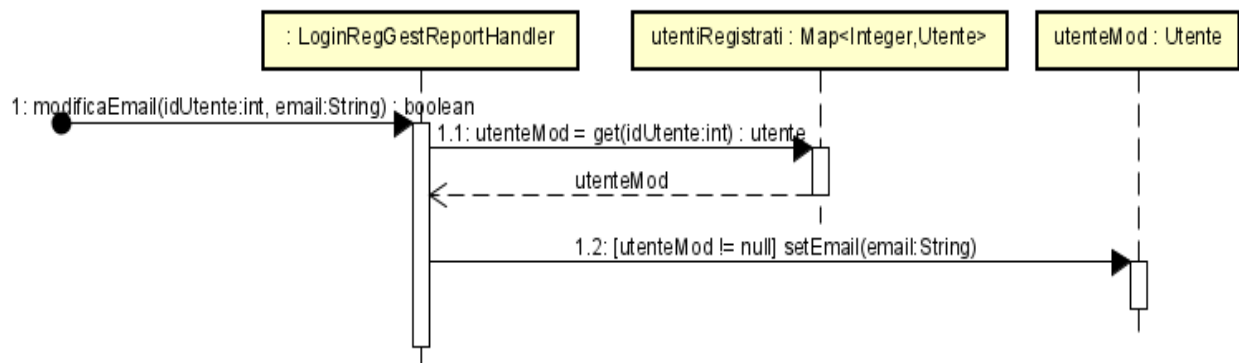 : LoginRegGestReportHandler
utentiRegistrati : Map<Integer,Utente>
utenteMod : Utente
1: modificaEmail(idUtente:int, email:String) : boolean
1.1: utenteMod = get(idUtente:int) : utente
utenteMod
1.2: [utenteMod != null] setEmail(email:String)